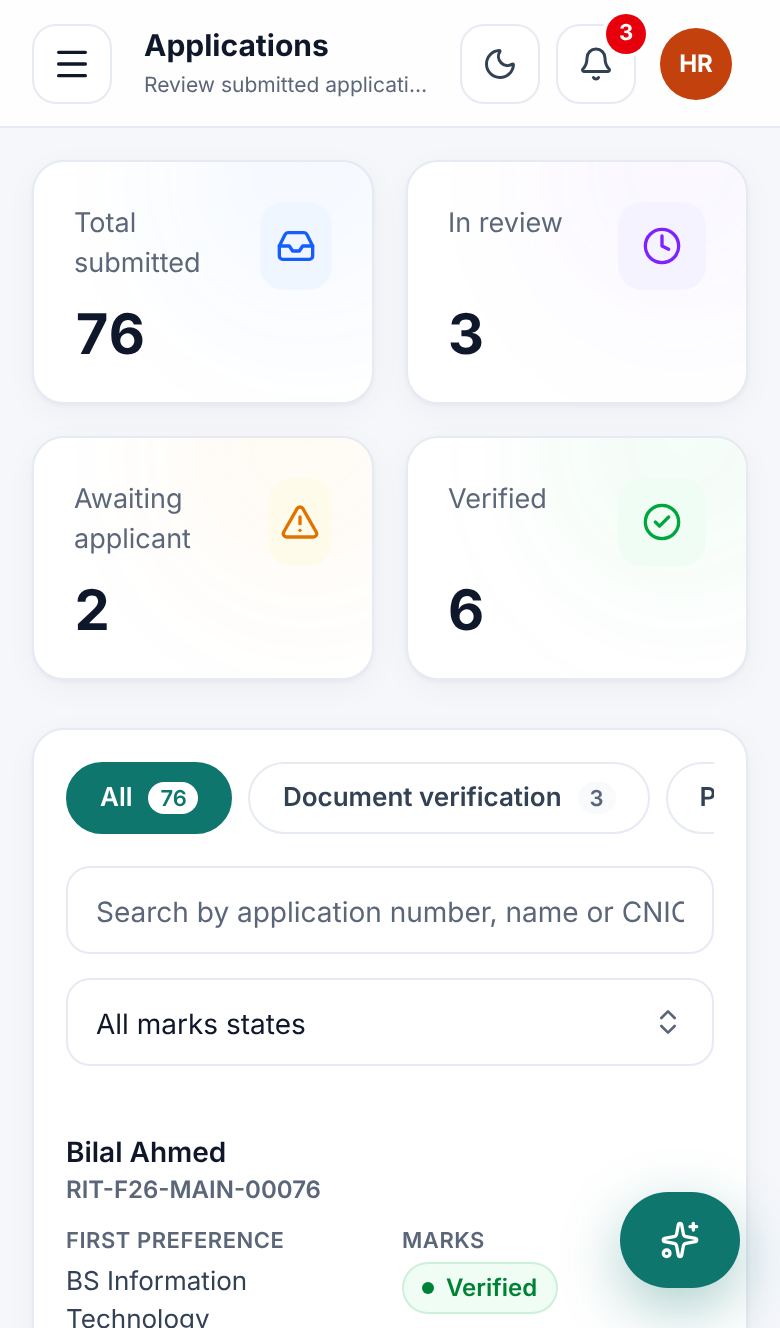 Applications
Review submitted applicati...
3
HR
Total
submitted
76
In review
3
Awaiting
applicant
2
Verified
6
All 76
Document verification 3
P
Search by application number, name or CNIC
All marks states
Bilal Ahmed
RIT-F26-MAIN-00076
FIRST PREFERENCE
MARKS
BS Information
Technology
Verified